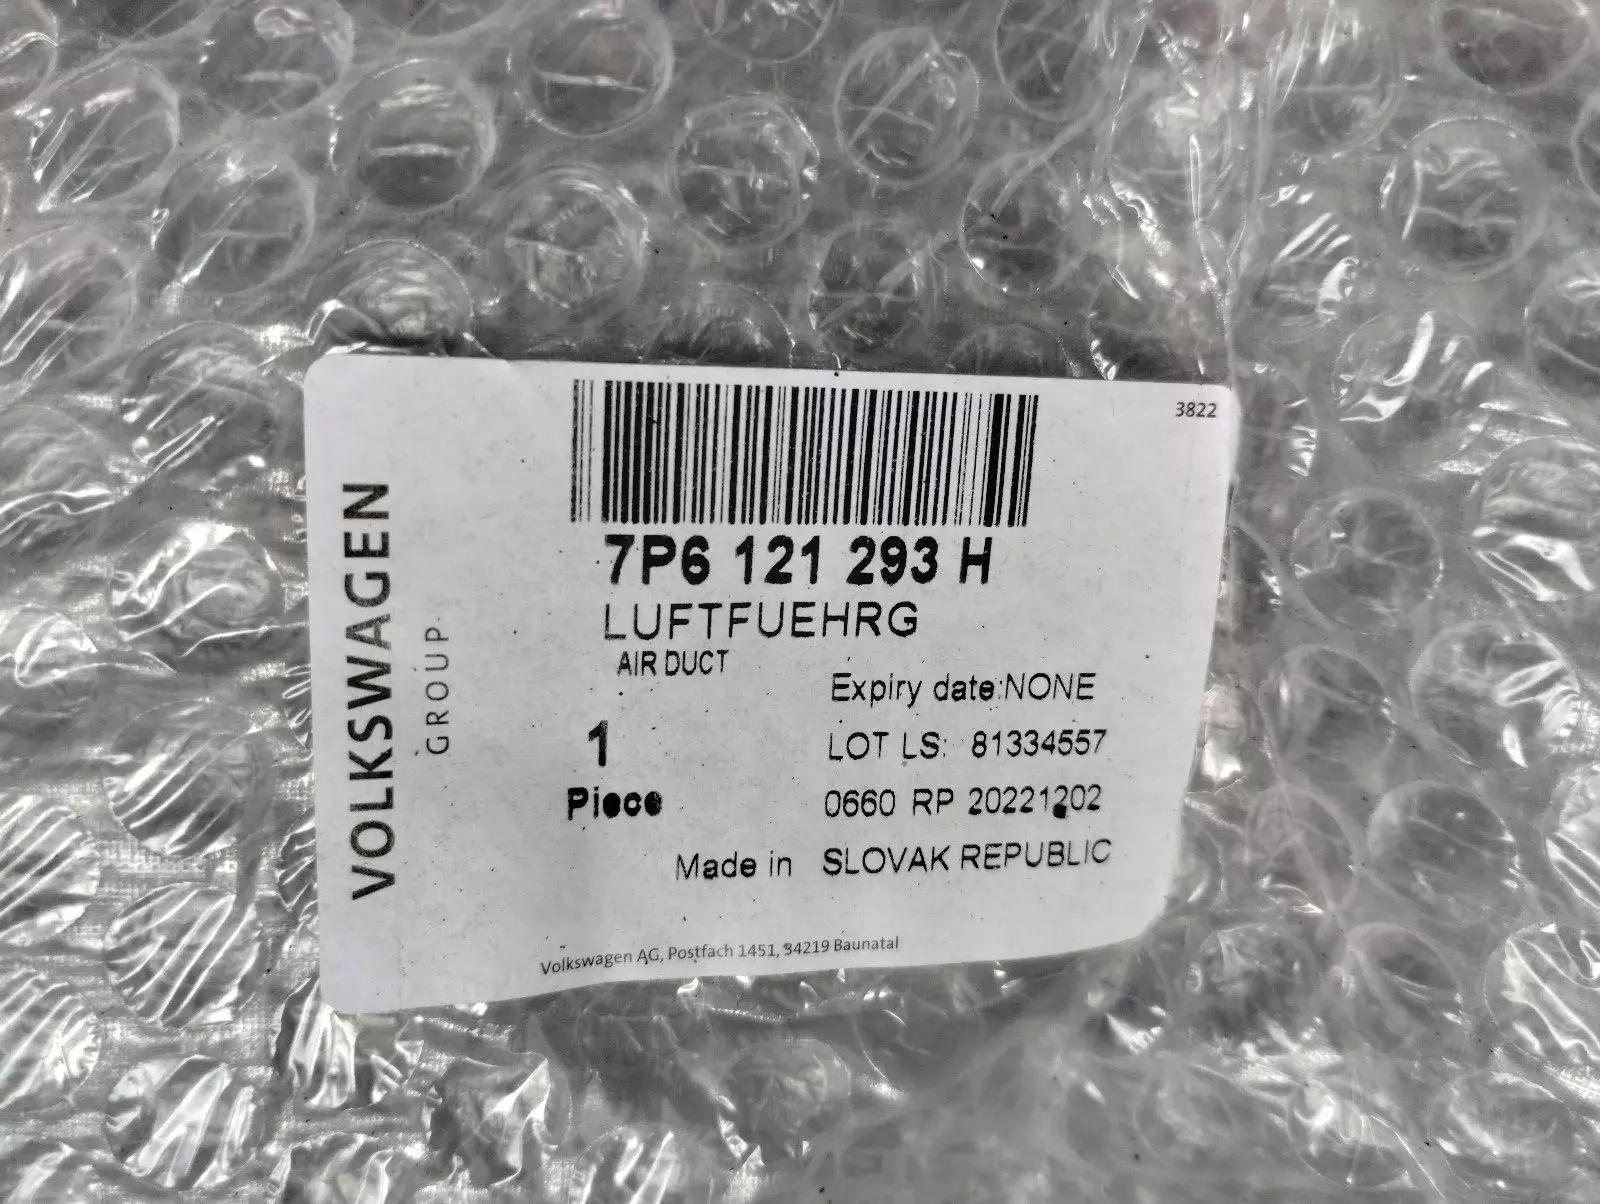 3822
VOLKSWAGEN
GROUP
7P6 121 293 H
LUFTFUEHRG
AIR DUCT
Expiry date:NONE
1
LOT LS: 81334557
Piece
0660 RP 20221202
Made in SLOVAK REPUBLIC
Volkswagen AG, Postfach 1451, 34219 Baunatal